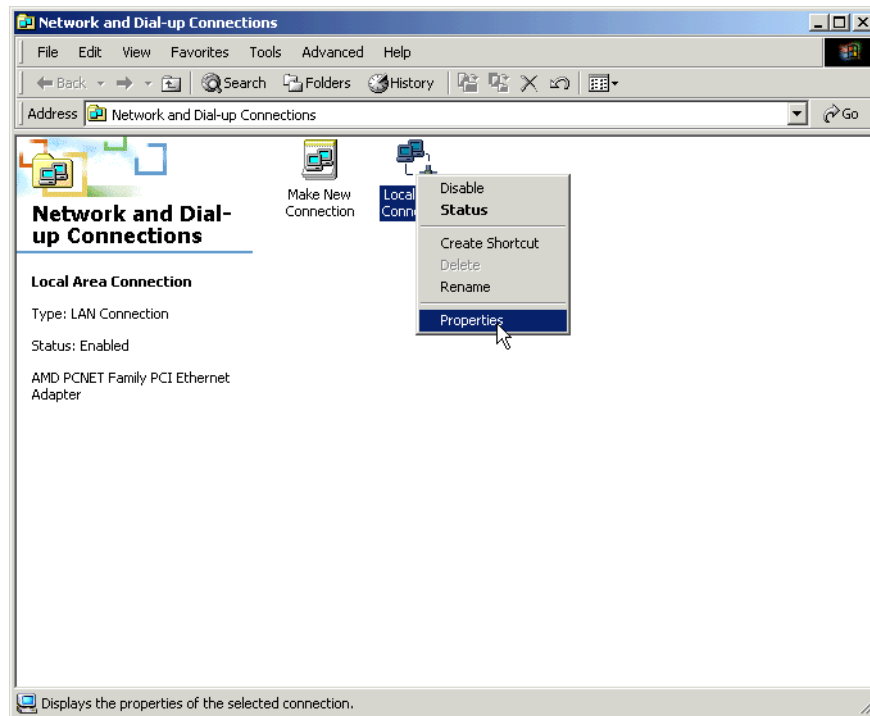 Network and Dial-up Connections
File Edit View Favorites Tools Advanced Help
Back Search Folders History
Address Network and Dial-up Connections Go
Make New
Connection
Local
Conn
Disable
Status
Create Shortcut
Delete
Rename
Properties
Network and Dial-
up Connections
Local Area Connection
Type: LAN Connection
Status: Enabled
AMD PCNET Family PCI Ethernet
Adapter
Displays the properties of the selected connection.